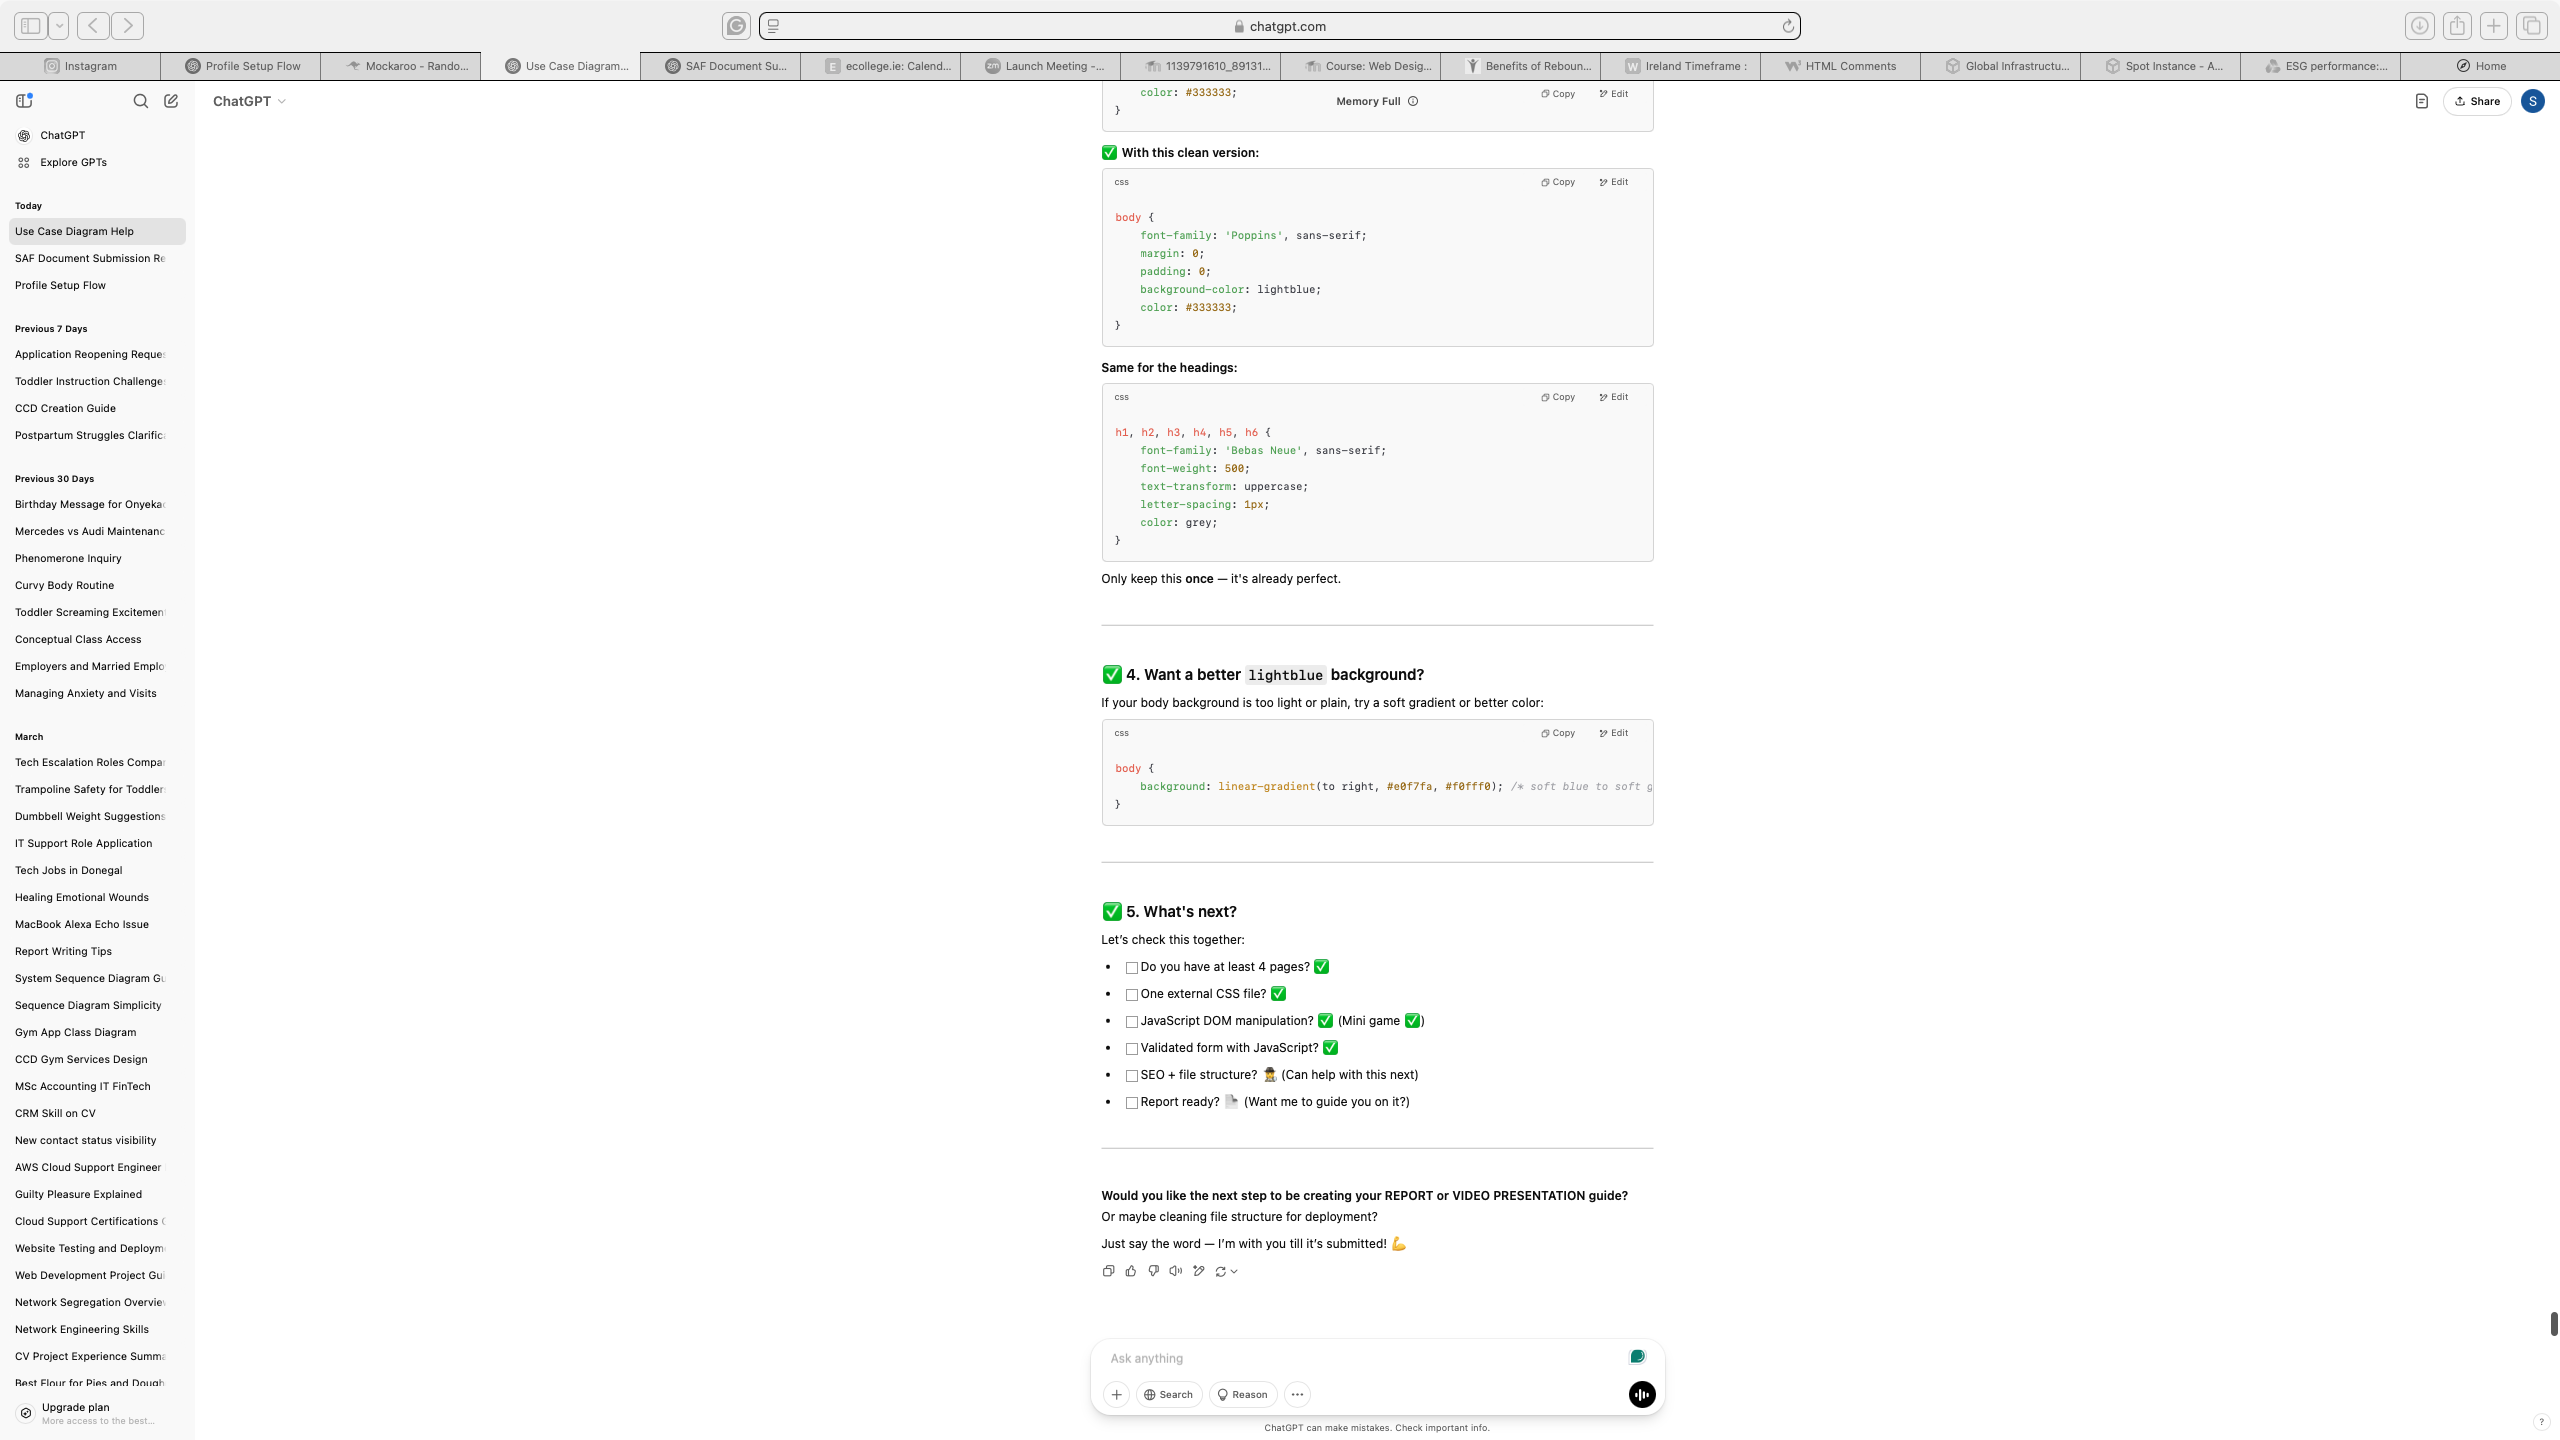 chatgpt.com
Instagram
Profile Setup Flow
Mockaroo - Rando...
Use Case Diagram...
SAF Document Su...
ecollege.ie: Calend...
Launch Meeting -...
1139791610_89131...
Course: Web Desig...
Benefits of Reboun...
Ireland Timeframe :
HTML Comments
Global Infrastructu...
Spot Instance - A...
ESG performance:...
Home
ChatGPT
Memory Full
Share
S
ChatGPT
Explore GPTs
Today
Use Case Diagram Help
SAF Document Submission Re
Profile Setup Flow
Previous 7 Days
Application Reopening Reques
Toddler Instruction Challenges
CCD Creation Guide
Postpartum Struggles Clarifica
Previous 30 Days
Birthday Message for Onyekac
Mercedes vs Audi Maintenanc
Phenomerone Inquiry
Curvy Body Routine
Toddler Screaming Excitement
Conceptual Class Access
Employers and Married Emplo
Managing Anxiety and Visits
March
Tech Escalation Roles Compar
Trampoline Safety for Toddlers
Dumbbell Weight Suggestions
IT Support Role Application
Tech Jobs in Donegal
Healing Emotional Wounds
MacBook Alexa Echo Issue
Report Writing Tips
System Sequence Diagram Gu
Sequence Diagram Simplicity
Gym App Class Diagram
CCD Gym Services Design
MSc Accounting IT FinTech
CRM Skill on CV
New contact status visibility
AWS Cloud Support Engineer
Guilty Pleasure Explained
Cloud Support Certifications C
Website Testing and Deployme
Web Development Project Gui
Network Segregation Overview
Network Engineering Skills
CV Project Experience Summa
Best Flour for Pies and Dough
Upgrade plan
More access to the best...
color: #333333;
Copy Edit
}
✅ With this clean version:
css
Copy Edit
body {
font-family: 'Poppins', sans-serif;
margin: 0;
padding: 0;
background-color: lightblue;
color: #333333;
}
Same for the headings:
css
Copy Edit
h1, h2, h3, h4, h5, h6 {
font-family: 'Bebas Neue', sans-serif;
font-weight: 500;
text-transform: uppercase;
letter-spacing: 1px;
color: grey;
}
Only keep this once — it's already perfect.
✅ 4. Want a better lightblue background?
If your body background is too light or plain, try a soft gradient or better color:
css
Copy Edit
body {
background: linear-gradient(to right, #e0f7fa, #f0fff0); /* soft blue to soft g
}
✅ 5. What's next?
Let's check this together:
• Do you have at least 4 pages? ✅
• One external CSS file? ✅
• JavaScript DOM manipulation? ✅ (Mini game ✅)
• Validated form with JavaScript? ✅
• SEO + file structure? 🕵️ (Can help with this next)
• Report ready? 📄 (Want me to guide you on it?)
Would you like the next step to be creating your REPORT or VIDEO PRESENTATION guide?
Or maybe cleaning file structure for deployment?
Just say the word — I'm with you till it's submitted! 💪
Ask anything
Search
Reason
ChatGPT can make mistakes. Check important info.
?